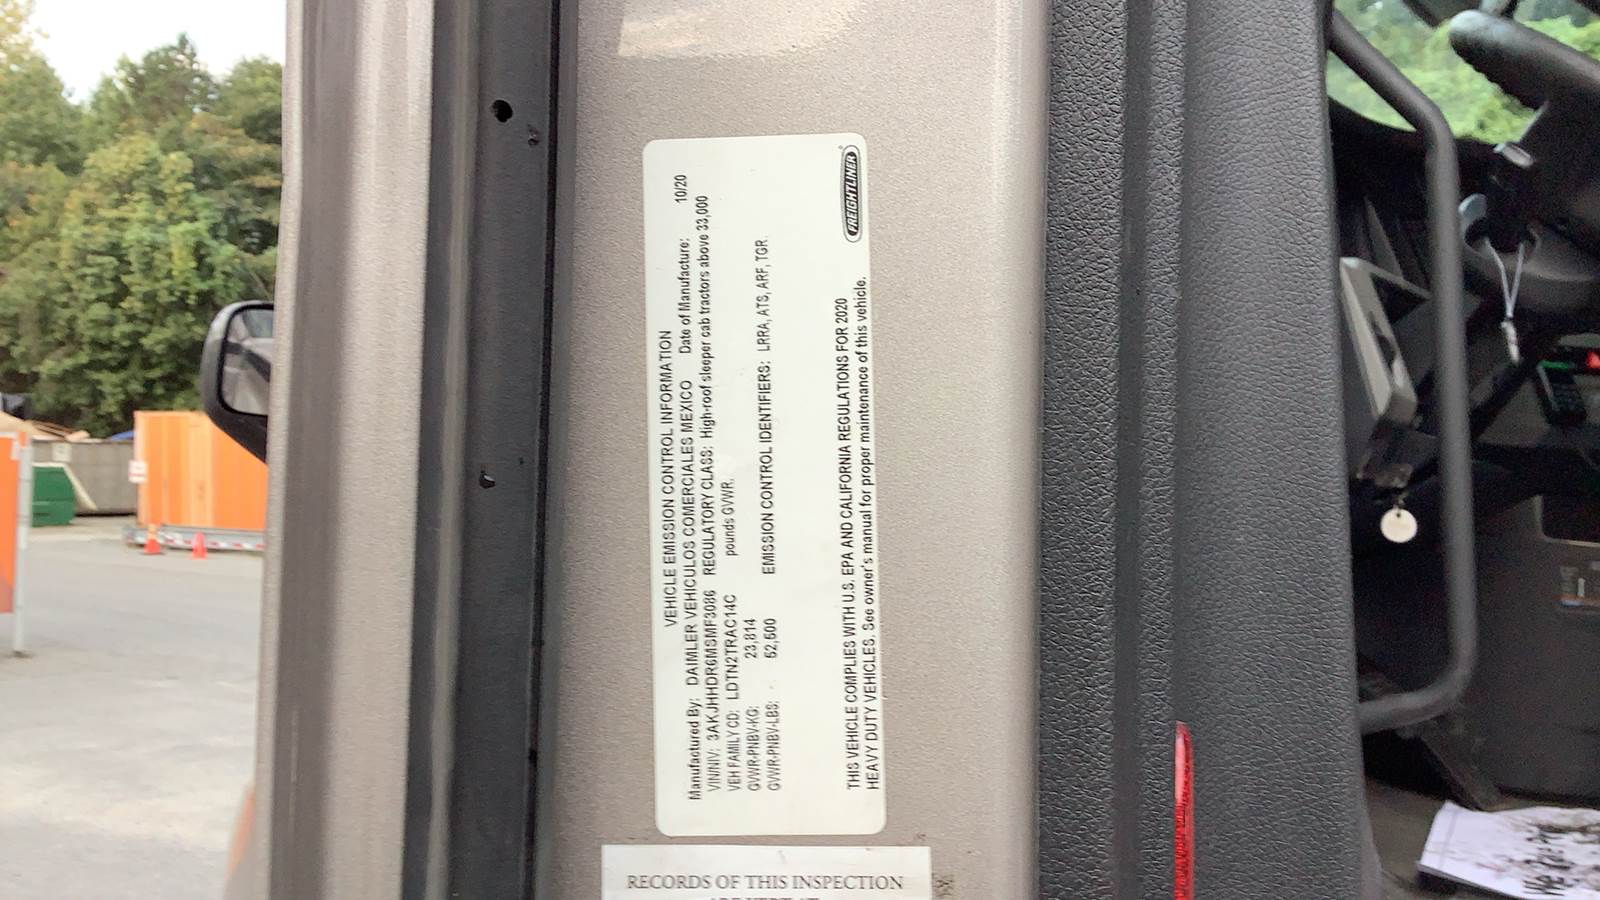 FREIGHTLINER
VEHICLE EMISSION CONTROL INFORMATION
Manufactured By: DAIMLER VEHICULOS COMERCIALES MEXICO Date of Manufacture: 10/20
VIN/NIV: 3AKJHHDR6MSMF3086 REGULATORY CLASS: High-roof sleeper cab tractors above 33,000
VEH FAMILY CD: LDTN2TRAC14C pounds GVWR.
GVWR-PNBV-KG: 23,814
GVWR-PNBV-LBS: 52,500 EMISSION CONTROL IDENTIFIERS: LRRA, ATS, ARF, TGR.
THIS VEHICLE COMPLIES WITH U.S. EPA AND CALIFORNIA REGULATIONS FOR 2020
HEAVY DUTY VEHICLES. See owner's manual for proper maintenance of this vehicle.
RECORDS OF THIS INSPECTION